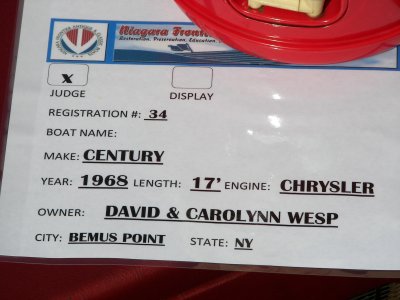 Niagara Fronti
Restoration, Preservation, Education,
X
JUDGE DISPLAY
REGISTRATION #: 34
BOAT NAME:
MAKE: CENTURY
YEAR: 1968 LENGTH: 17' ENGINE: CHRYSLER
OWNER: DAVID & CAROLYNN WESP
CITY: BEMUS POINT STATE: NY